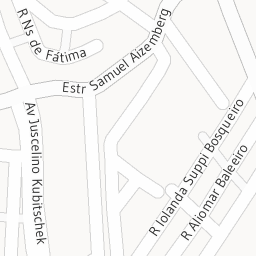 R Ns de Fátima
Estr Samuel Aizemberg
Av Juscelino Kubitschek
R Iolanda Suppi Bosqueiro
R Aliomar Baleeiro